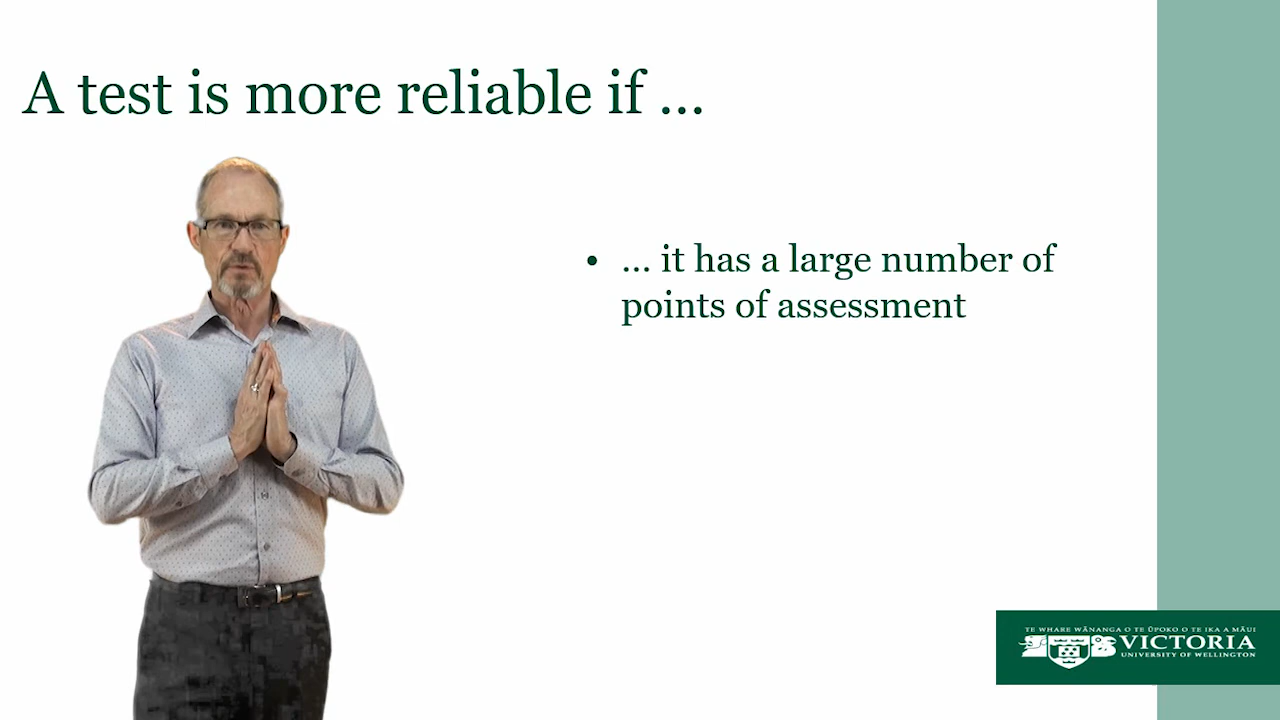 A test is more reliable if ...
• ... it has a large number of
points of assessment
TE WHARE WĀNANGA O TE ŪPOKO O TE IKA A MĀUI
VICTORIA
UNIVERSITY OF WELLINGTON